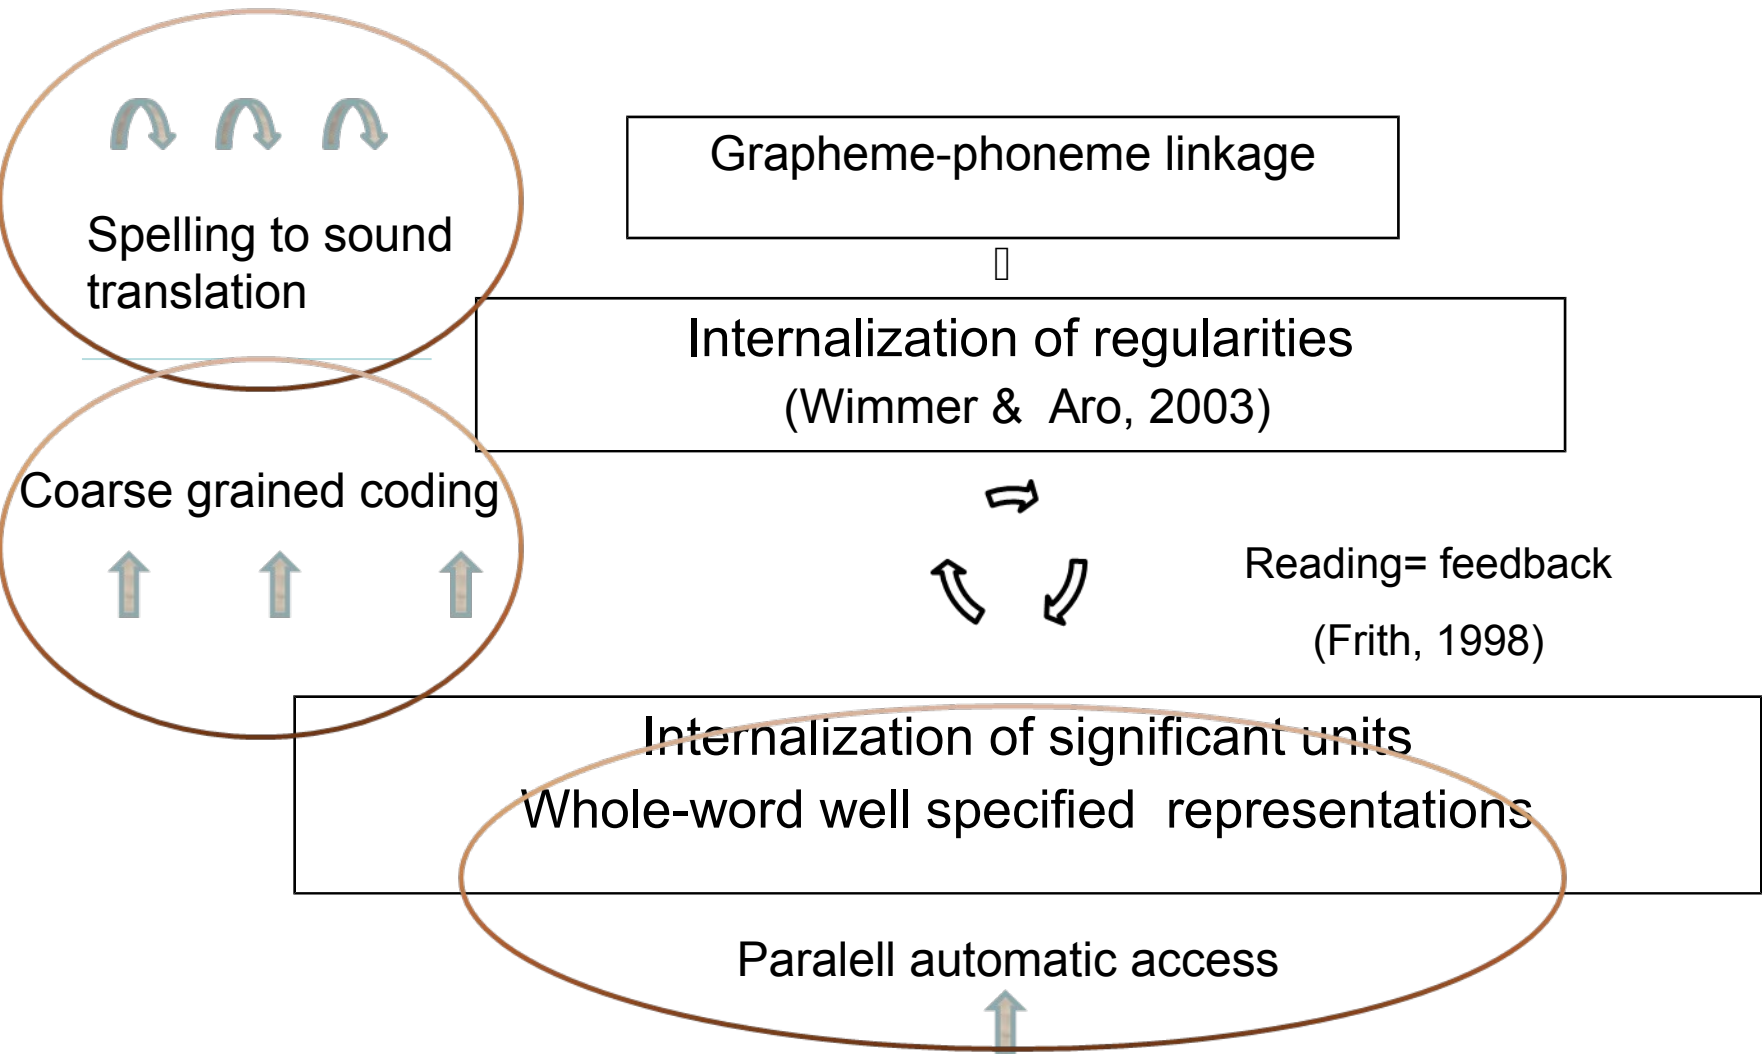 Grapheme-phoneme linkage
Spelling to sound
translation
Internalization of regularities
(Wimmer & Aro, 2003)
Coarse grained coding
Reading= feedback
(Frith, 1998)
Internalization of significant units
Whole-word well specified representations
Paralell automatic access